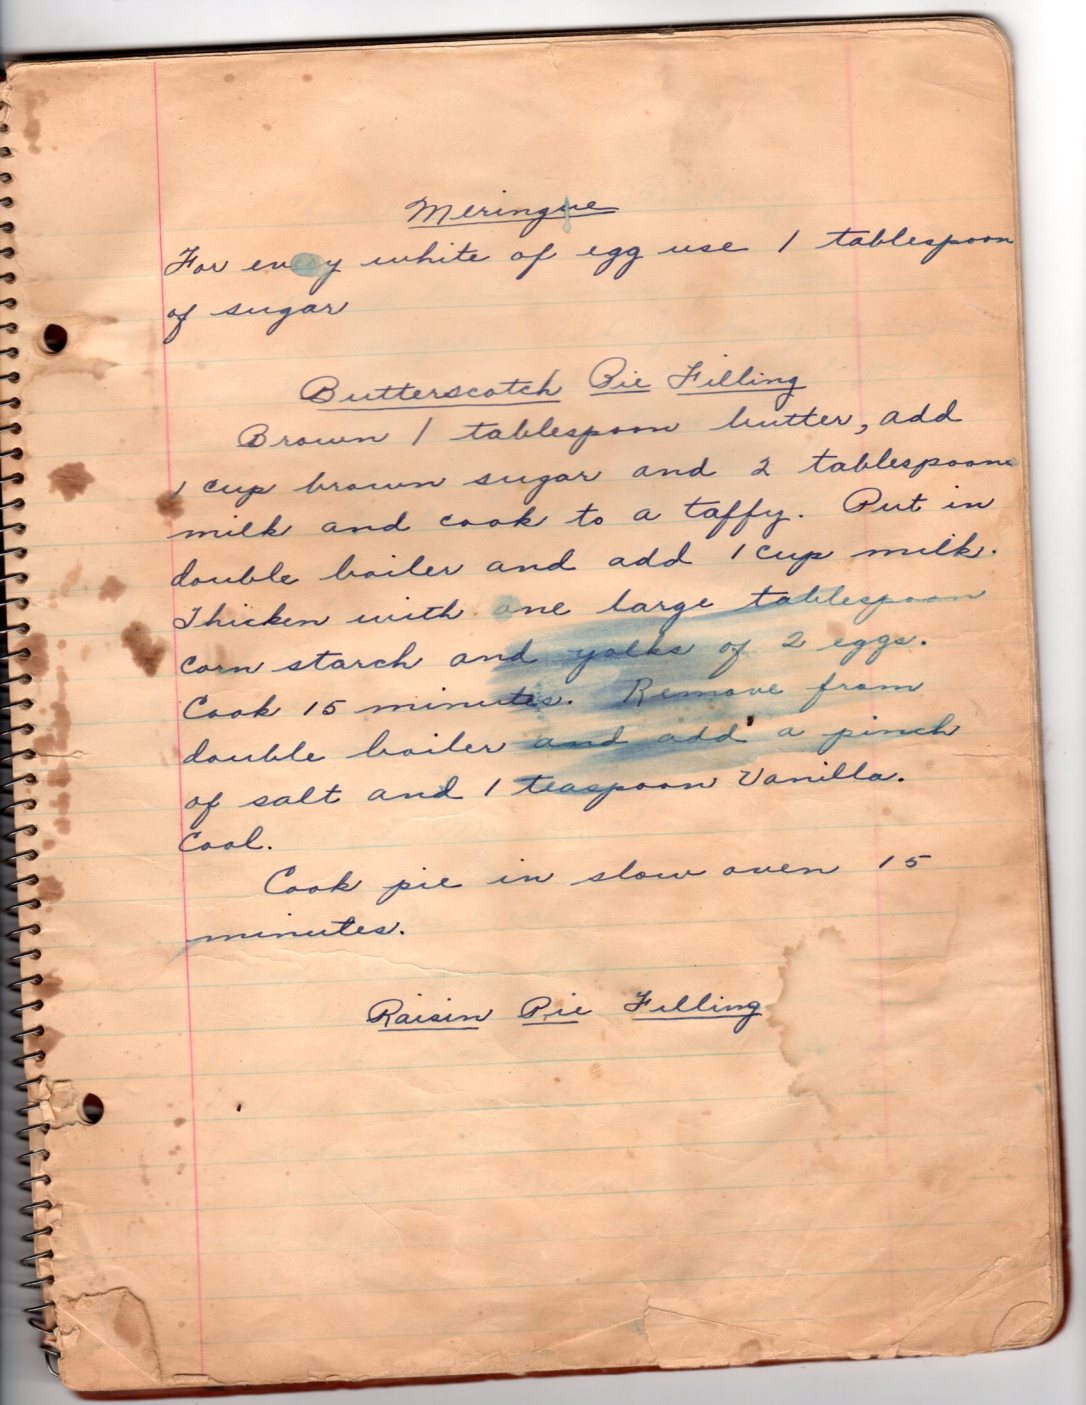 Meringue
For every white of egg use 1 tablespoon
of sugar
Butterscotch Pie Filling
Brown 1 tablespoon butter, add
1 cup brown sugar and 2 tablespoons
milk and cook to a taffy. Put in
double boiler and add 1 cup milk.
Thicken with one large tablespoon
corn starch and yolks of 2 eggs.
Cook 15 minutes. Remove from
double boiler and add a pinch
of salt and 1 teaspoon Vanilla.
Cool.
Cook pie in slow oven 15
minutes.
Raisin Pie Filling